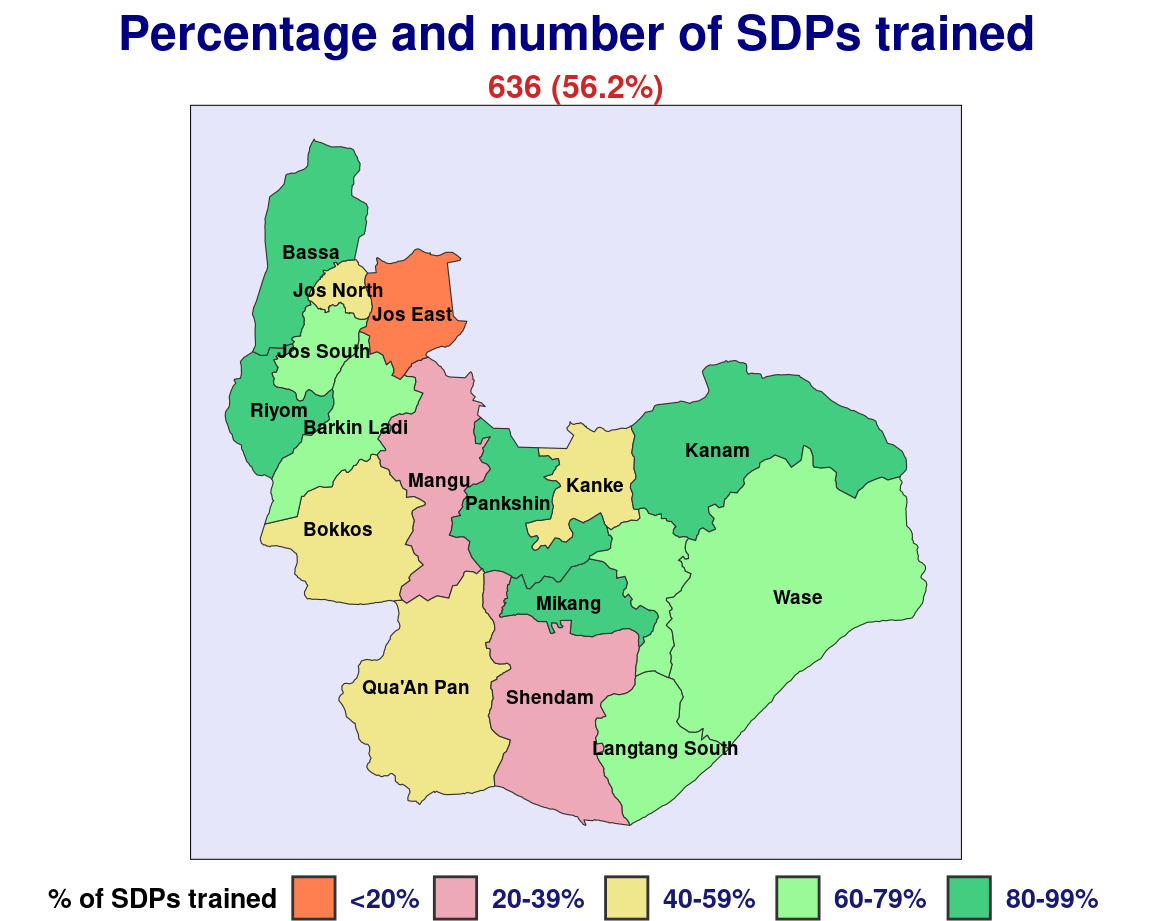 Percentage and number of SDPs trained
636 (56.2%)
Bassa
Jos North
Jos East
Jos South
Riyom
Barkin Ladi
Kanam
Mangu
Kanke
Pankshin
Bokkos
Wase
Mikang
Qua'An Pan
Shendam
Langtang South
% of SDPs trained <20% 20-39% 40-59% 60-79% 80-99%